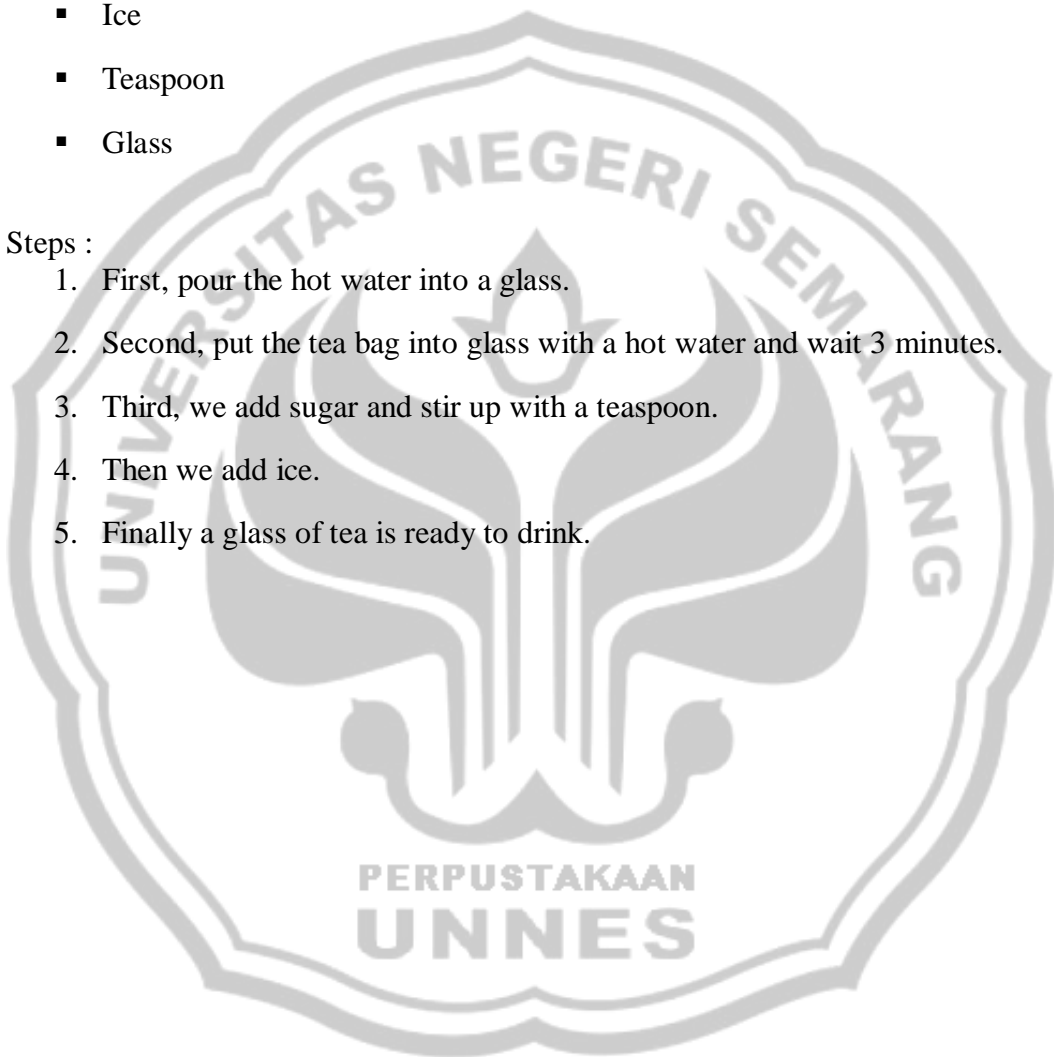 ▪ Ice
▪ Teaspoon
▪ Glass
UNIVERSITAS NEGERI SEMARANG
Steps :
1. First, pour the hot water into a glass.
2. Second, put the tea bag into glass with a hot water and wait 3 minutes.
3. Third, we add sugar and stir up with a teaspoon.
4. Then we add ice.
5. Finally a glass of tea is ready to drink.
PERPUSTAKAAN
UNNES